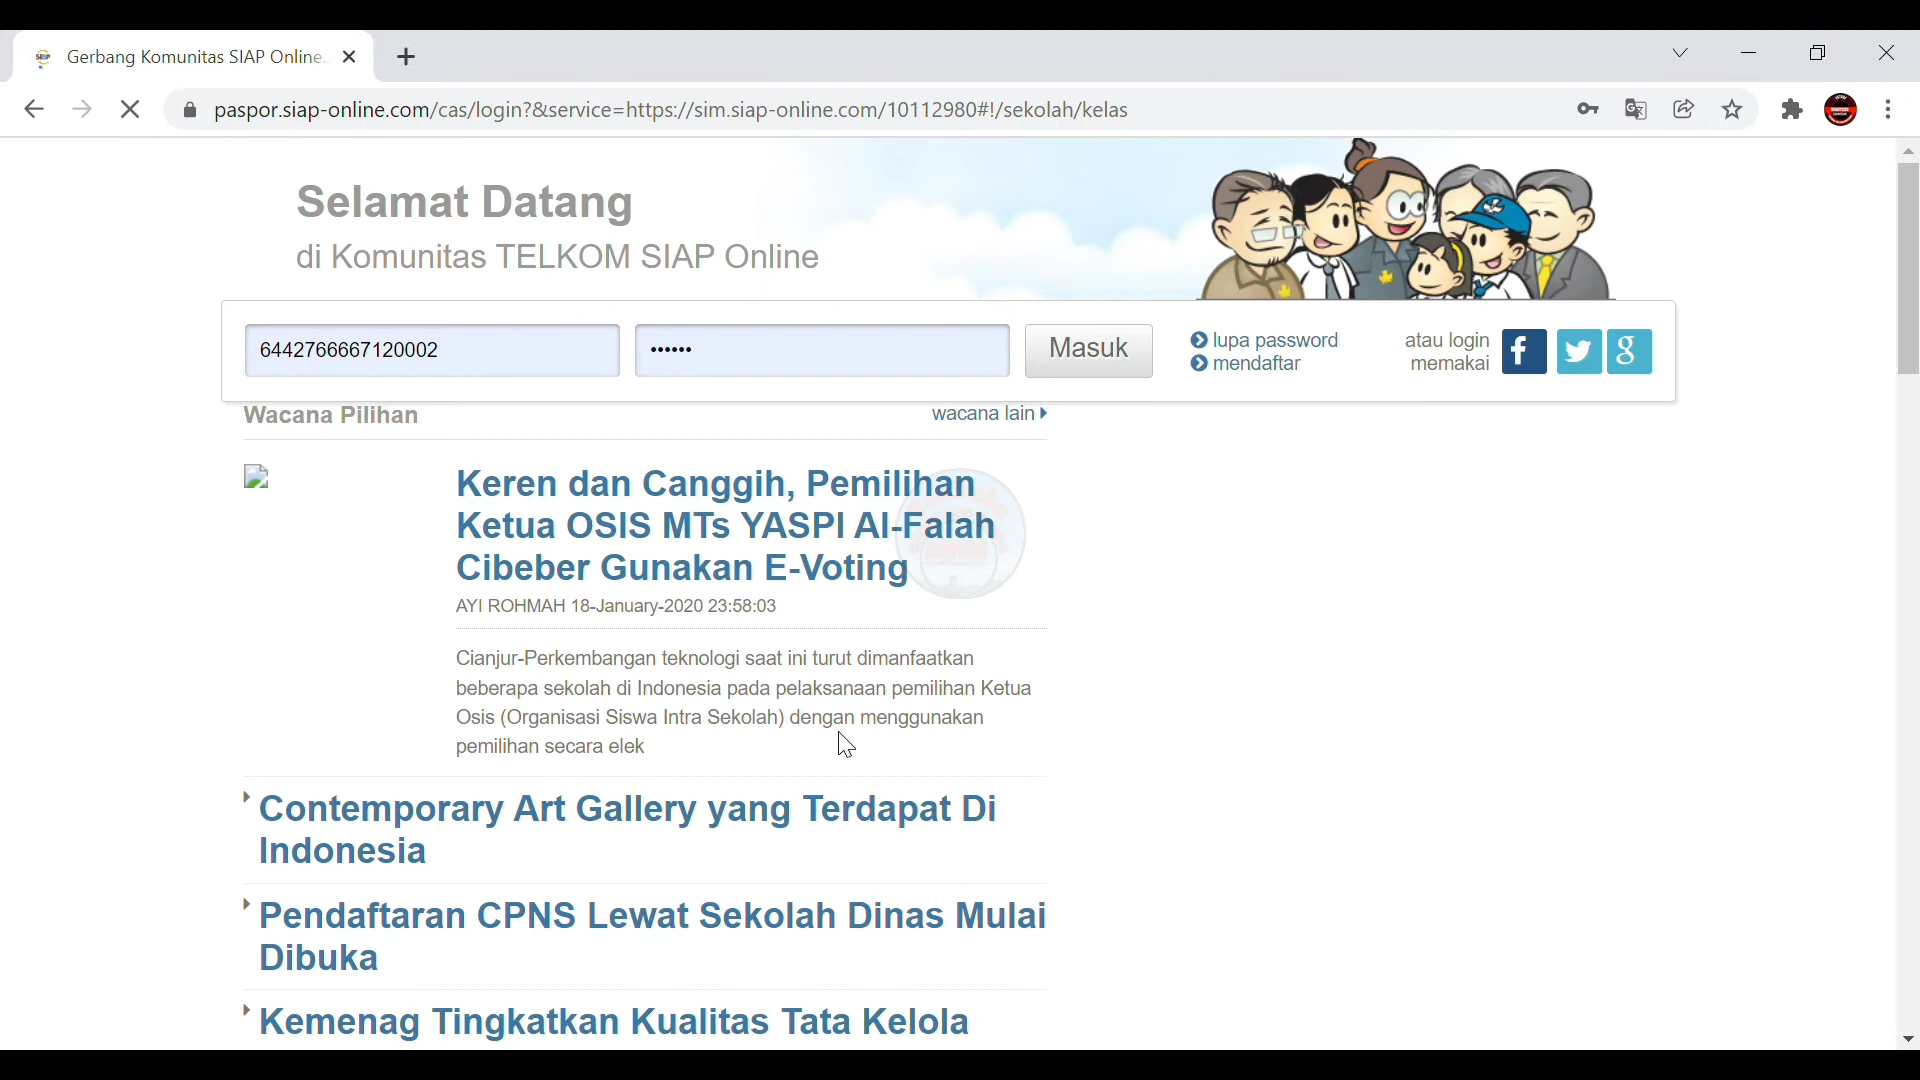 Gerbang Komunitas SIAP Online
paspor.siap-online.com/cas/login?&service=https://sim.siap-online.com/10112980#!/sekolah/kelas
Selamat Datang
di Komunitas TELKOM SIAP Online
6442766667120002
••••••
Masuk
lupa password
mendaftar
atau login
memakai
Wacana Pilihan
wacana lain
Keren dan Canggih, Pemilihan
Ketua OSIS MTs YASPI Al-Falah
Cibeber Gunakan E-Voting
AYI ROHMAH 18-January-2020 23:58:03
Cianjur-Perkembangan teknologi saat ini turut dimanfaatkan
beberapa sekolah di Indonesia pada pelaksanaan pemilihan Ketua
Osis (Organisasi Siswa Intra Sekolah) dengan menggunakan
pemilihan secara elek
Contemporary Art Gallery yang Terdapat Di
Indonesia
Pendaftaran CPNS Lewat Sekolah Dinas Mulai
Dibuka
Kemenag Tingkatkan Kualitas Tata Kelola